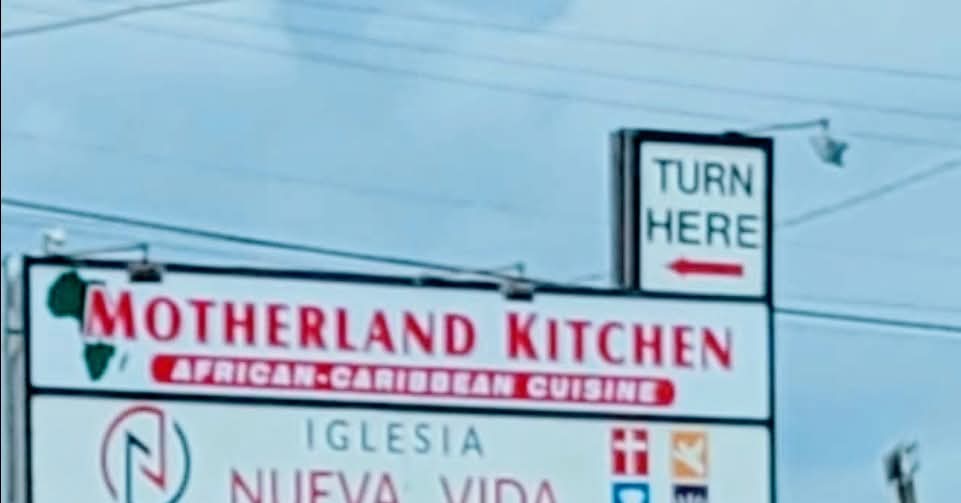 TURN
HERE
MOTHERLAND KITCHEN
AFRICAN-CARIBBEAN CUISINE
IGLESIA
NUEVA VIDA